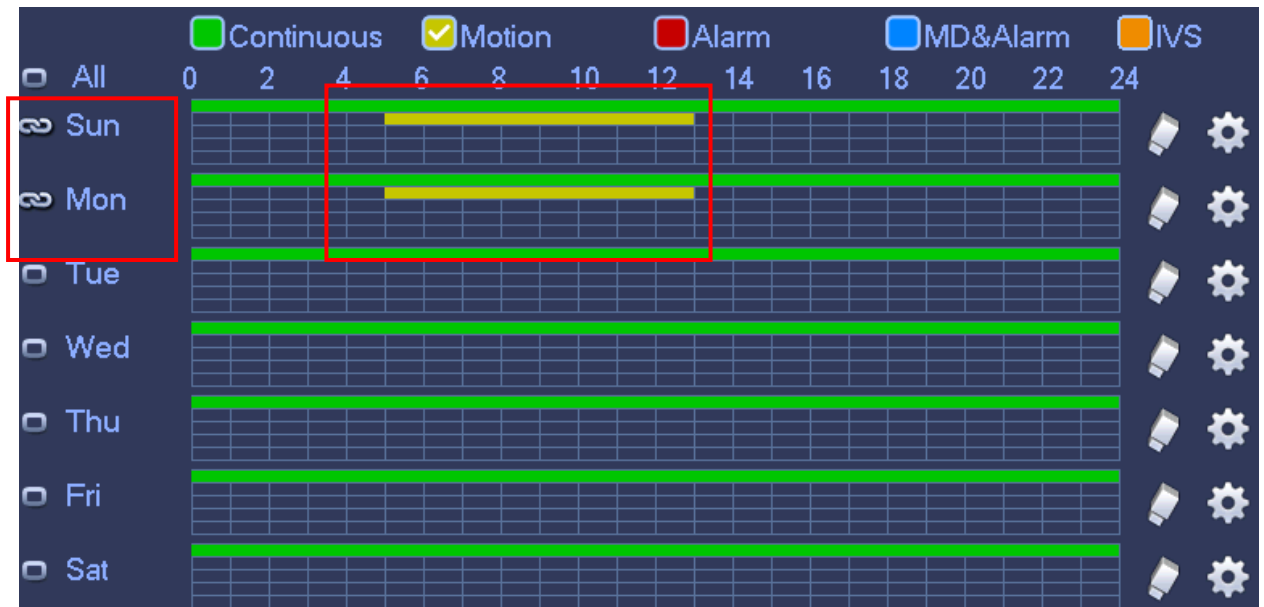 Continuous Motion Alarm MD&Alarm IVS
All 0 2 4 6 8 10 12 14 16 18 20 22 24
Sun
Mon
Tue
Wed
Thu
Fri
Sat